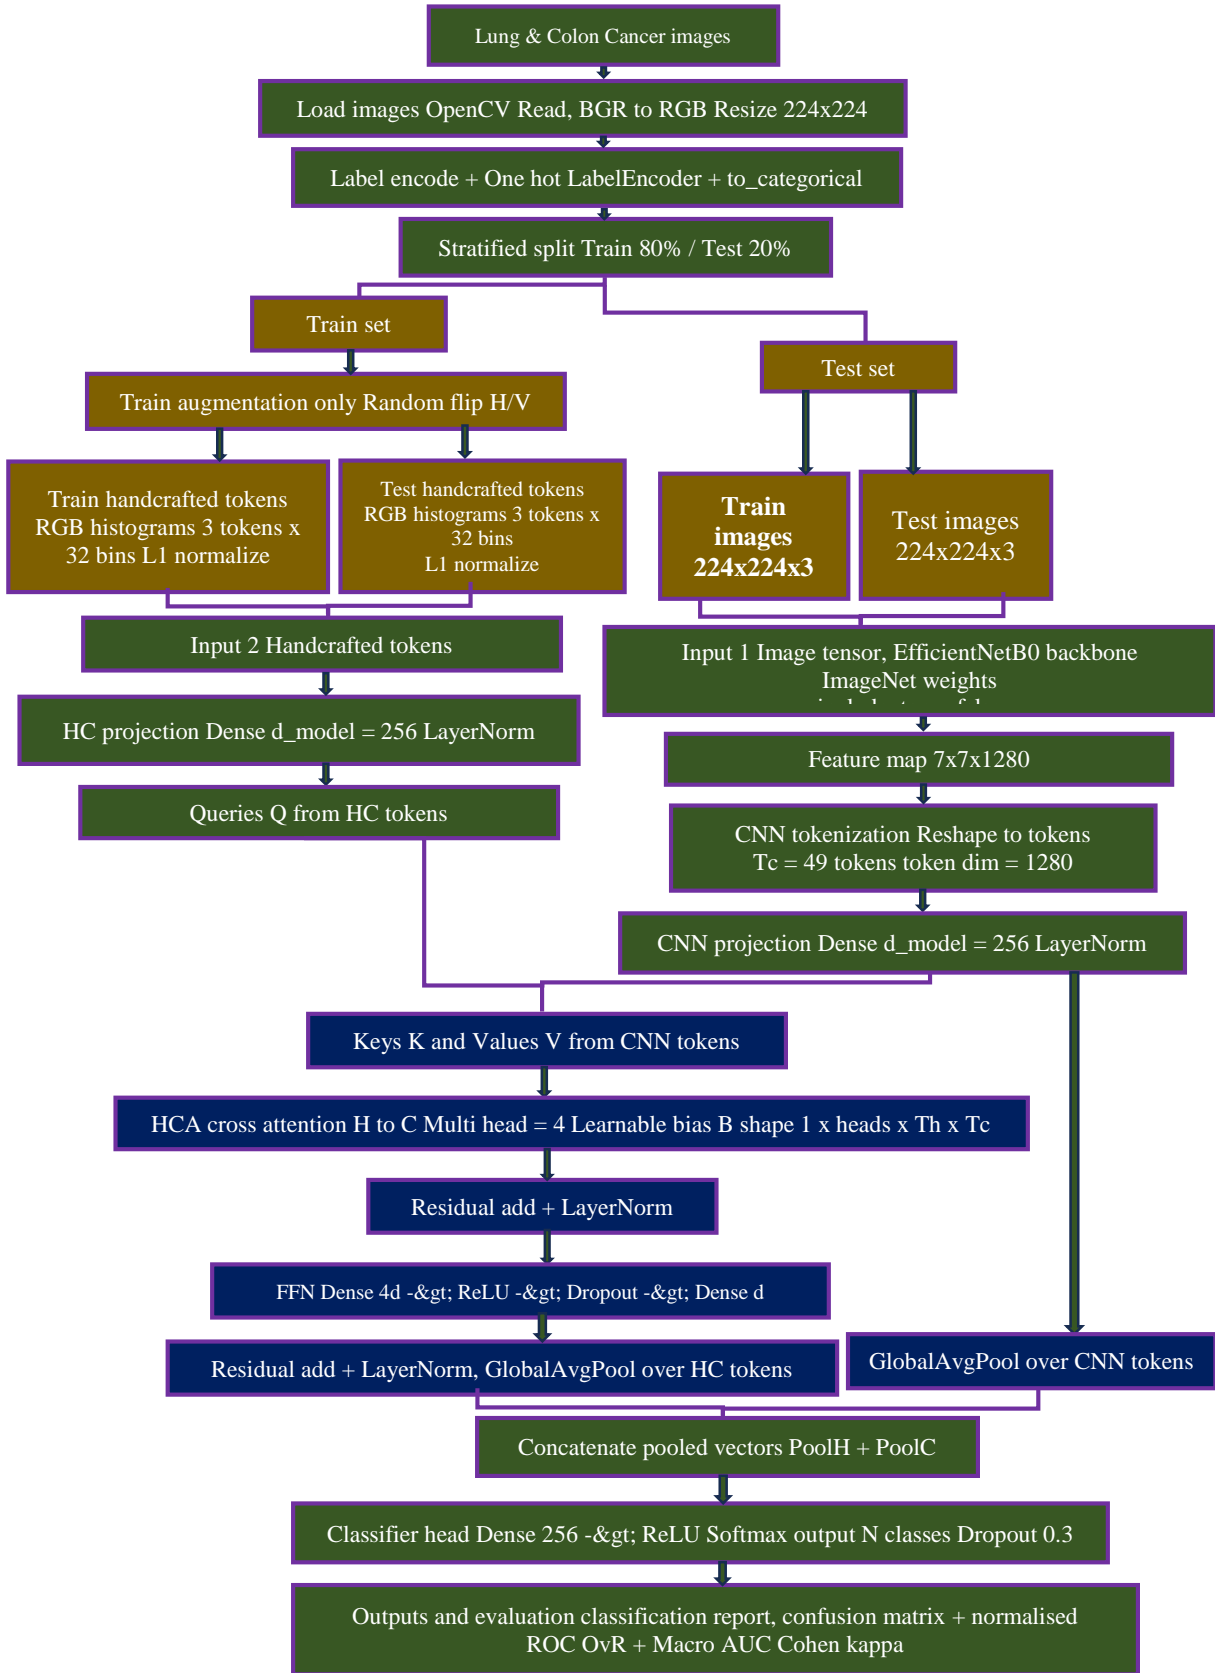 Lung & Colon Cancer images
Load images OpenCV Read, BGR to RGB Resize 224x224
Label encode + One hot LabelEncoder + to_categorical
Stratified split Train 80% / Test 20%
Train set
Test set
Train augmentation only Random flip H/V
Train handcrafted tokens
RGB histograms 3 tokens x
32 bins L1 normalize
Test handcrafted tokens
RGB histograms 3 tokens x
32 bins
L1 normalize
Train
images
224x224x3
Test images
224x224x3
Input 2 Handcrafted tokens
Input 1 Image tensor, EfficientNetB0 backbone
ImageNet weights
HC projection Dense d_model = 256 LayerNorm
Feature map 7x7x1280
Queries Q from HC tokens
CNN tokenization Reshape to tokens
Tc = 49 tokens token dim = 1280
CNN projection Dense d_model = 256 LayerNorm
Keys K and Values V from CNN tokens
HCA cross attention H to C Multi head = 4 Learnable bias B shape 1 x heads x Th x Tc
Residual add + LayerNorm
FFN Dense 4d -&gt; ReLU -&gt; Dropout -&gt; Dense d
Residual add + LayerNorm, GlobalAvgPool over HC tokens
GlobalAvgPool over CNN tokens
Concatenate pooled vectors PoolH + PoolC
Classifier head Dense 256 -&gt; ReLU Softmax output N classes Dropout 0.3
Outputs and evaluation classification report, confusion matrix + normalised
ROC OvR + Macro AUC Cohen kappa